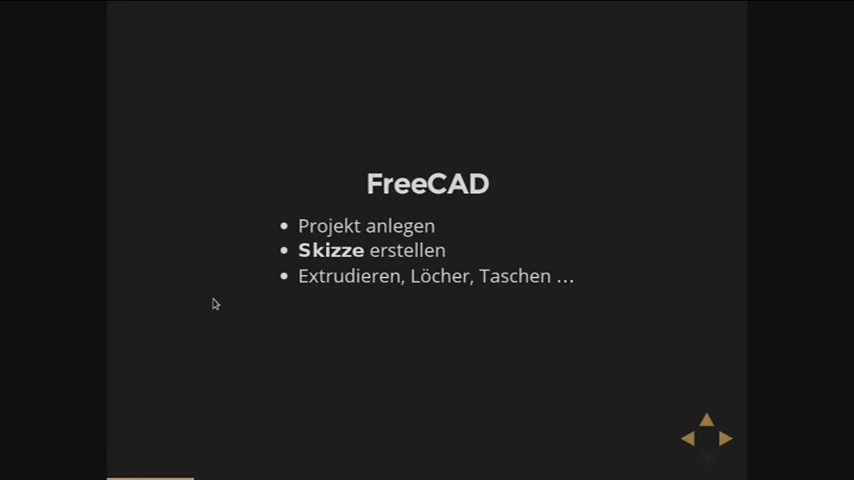 FreeCAD
Projekt anlegen
Skizze erstellen
Extrudieren, Löcher, Taschen …